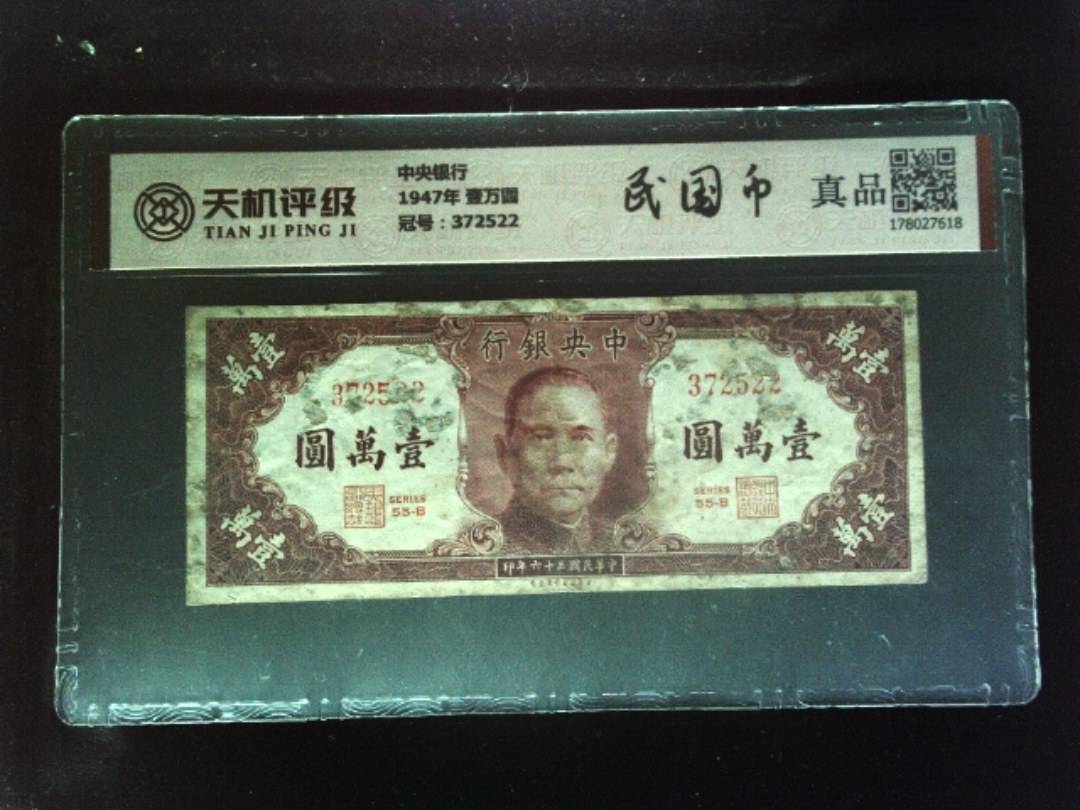 天机评级
TIAN JI PING JI
中央银行
1947年 壹万圆
冠号：372522
民国币
真品
178027618
行銀央中
萬壹
萬壹
372522
372522
圓萬壹
圓萬壹
SERIES
55-B
SERIES
55-B
萬壹
萬壹
印年六十三國民華中